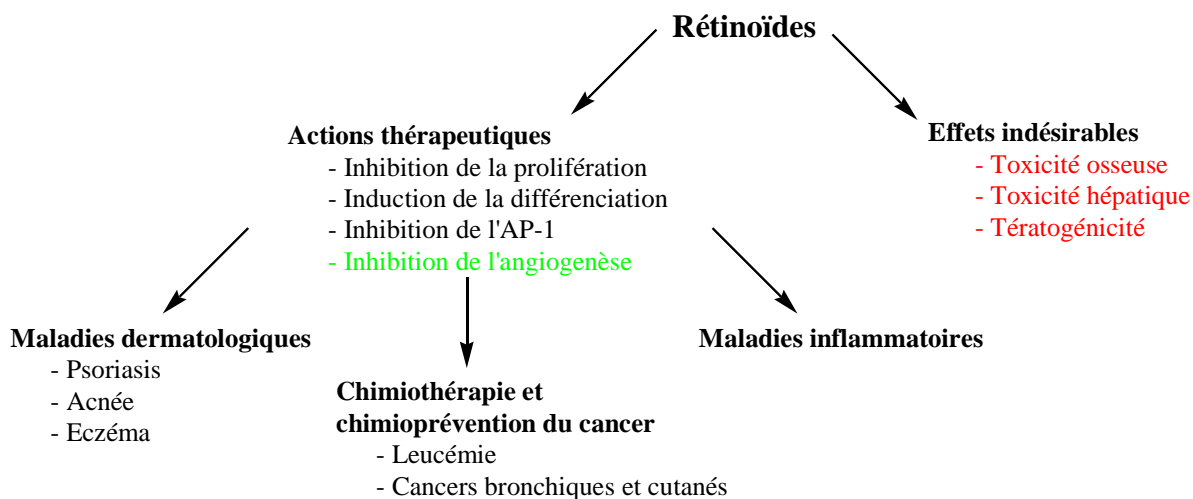 Rétinoïdes
Actions thérapeutiques
- Inhibition de la prolifération
- Induction de la différenciation
- Inhibition de l'AP-1
- Inhibition de l'angiogenèse
Effets indésirables
- Toxicité osseuse
- Toxicité hépatique
- Tératogénicité
Maladies dermatologiques
- Psoriasis
- Acnée
- Eczéma
Chimiothérapie et
chimioprévention du cancer
- Leucémie
- Cancers bronchiques et cutanés
Maladies inflammatoires